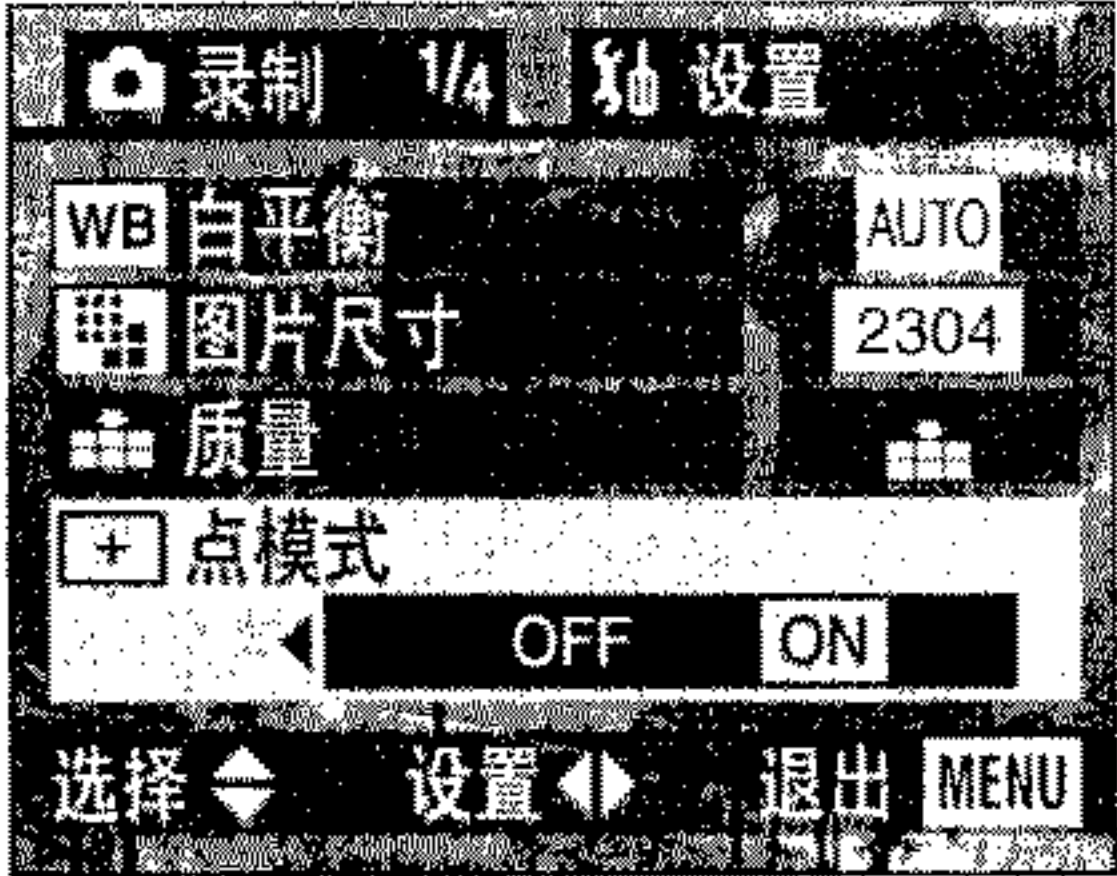 录制 1/4 设置
WB 自平衡 AUTO
图片尺寸 2304
质量
点模式
OFF ON
选择 设置 退出 MENU